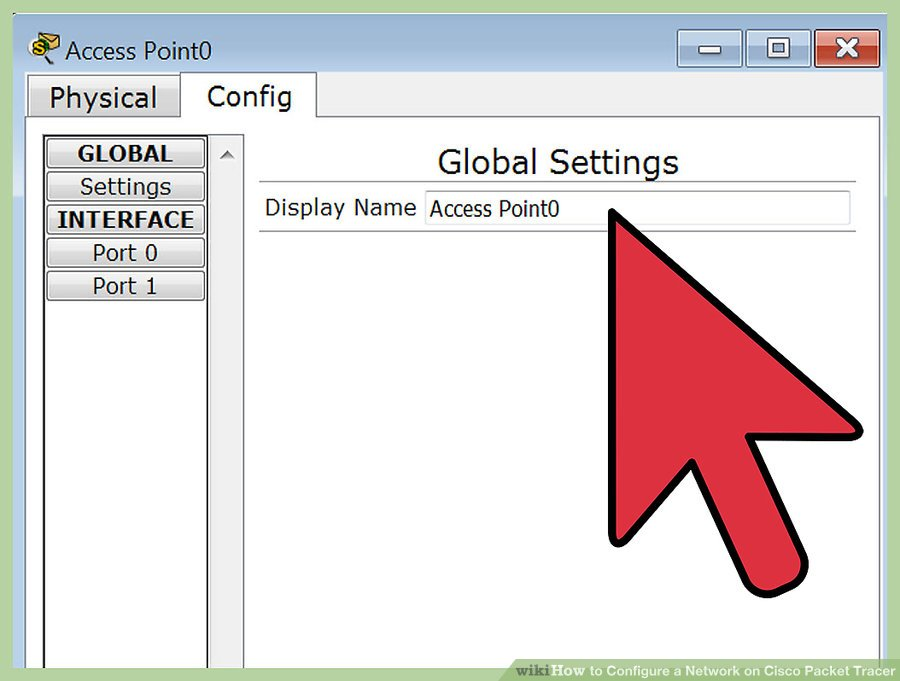 Access Point0
Physical
Config
GLOBAL
Settings
INTERFACE
Port 0
Port 1
Global Settings
Display Name Access Point0
wikiHow to Configure a Network on Cisco Packet Tracer